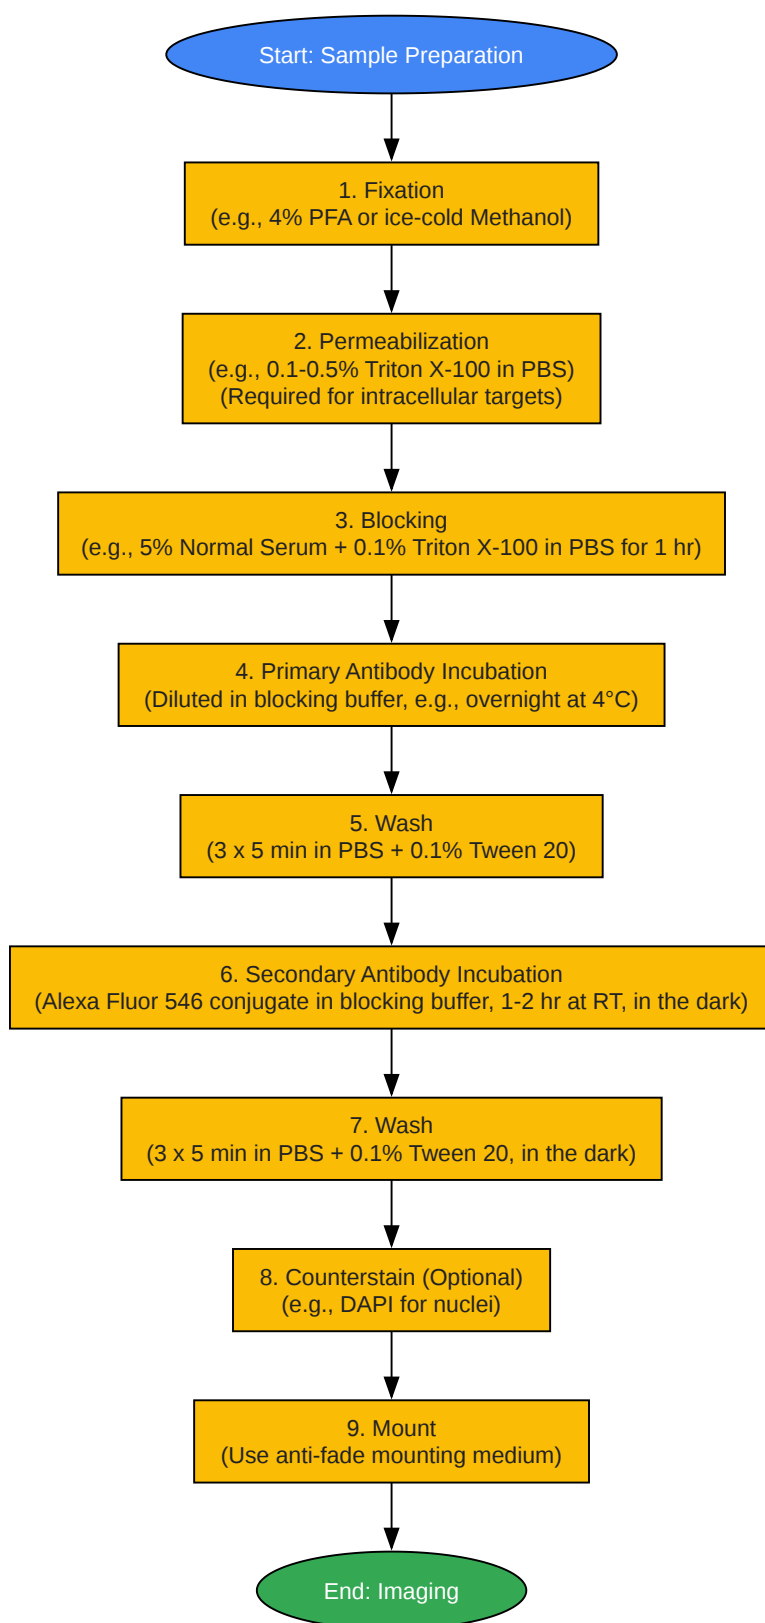 Start: Sample Preparation
1. Fixation
(e.g., 4% PFA or ice-cold Methanol)
2. Permeabilization
(e.g., 0.1-0.5% Triton X-100 in PBS)
(Required for intracellular targets)
3. Blocking
(e.g., 5% Normal Serum + 0.1% Triton X-100 in PBS for 1 hr)
4. Primary Antibody Incubation
(Diluted in blocking buffer, e.g., overnight at 4°C)
5. Wash
(3 x 5 min in PBS + 0.1% Tween 20)
6. Secondary Antibody Incubation
(Alexa Fluor 546 conjugate in blocking buffer, 1-2 hr at RT, in the dark)
7. Wash
(3 x 5 min in PBS + 0.1% Tween 20, in the dark)
8. Counterstain (Optional)
(e.g., DAPI for nuclei)
9. Mount
(Use anti-fade mounting medium)
End: Imaging